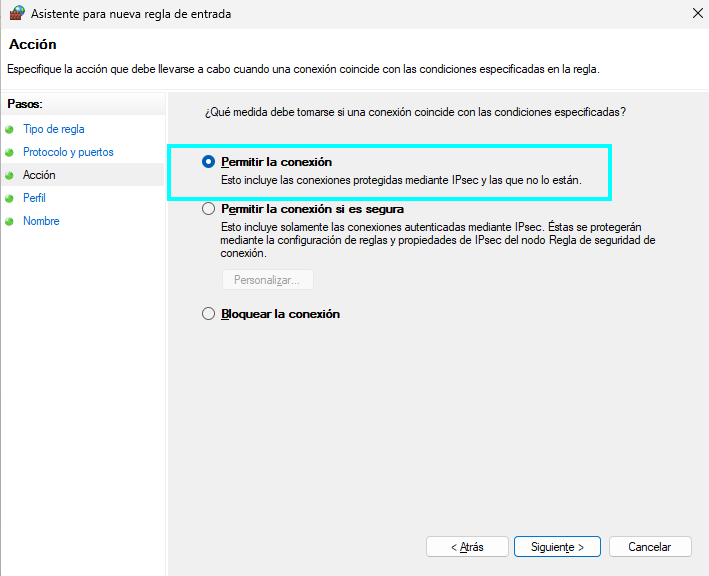 Asistente para nueva regla de entrada
Acción
Especifique la acción que debe llevarse a cabo cuando una conexión coincide con las condiciones especificadas en la regla.
Pasos:
Tipo de regla
Protocolo y puertos
Acción
Perfil
Nombre
¿Qué medida debe tomarse si una conexión coincide con las condiciones especificadas?
Permitir la conexión
Esto incluye las conexiones protegidas mediante IPsec y las que no lo están.
Permitir la conexión si es segura
Esto incluye solamente las conexiones autenticadas mediante IPsec. Éstas se protegerán
mediante la configuración de reglas y propiedades de IPsec del nodo Regla de seguridad de
conexión.
Personalizar...
Bloquear la conexión
< Atrás
Siguiente >
Cancelar